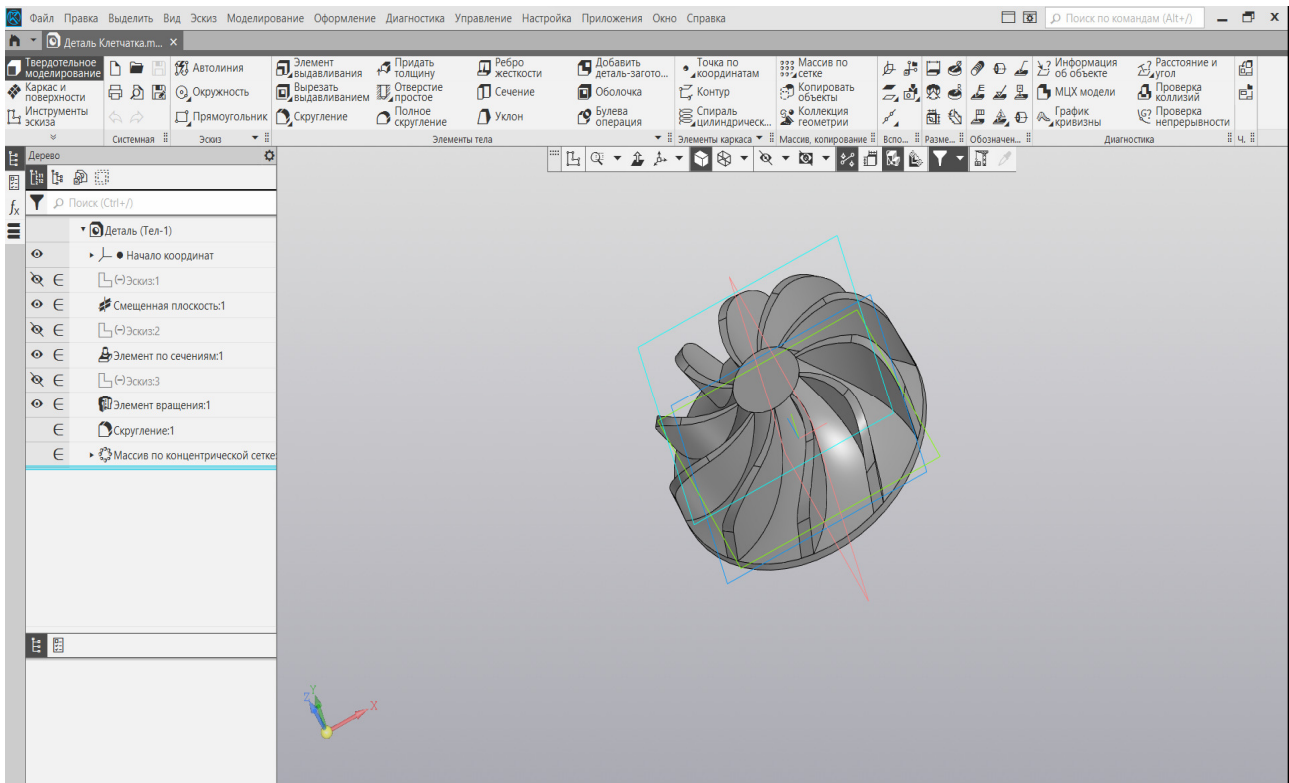 Файл Правка Выделить Вид Эскиз Моделирование Оформление Диагностика Управление Настройка Приложения Окно Справка
Поиск по командам (Alt+/)
Деталь Клетчатка.m...
Твердотельное моделирование
Каркас и поверхности
Инструменты эскиза
Системная
Автолиния
Окружность
Прямоугольник
Эскиз
Элемент выдавливания
Вырезать выдавливанием
Скругление
Придать толщину
Отверстие простое
Полное скругление
Ребро жесткости
Сечение
Уклон
Добавить деталь-загото...
Оболочка
Булева операция
Элементы тела
Точка по координатам
Контур
Спираль цилиндрическ...
Элементы каркаса
Массив по сетке
Копировать объекты
Коллекция геометрии
Массив, копирование
Вспо...
Разме...
Обозначен...
Информация об объекте
МЦХ модели
График кривизны
Расстояние и угол
Проверка коллизий
Проверка непрерывности
Диагностика
Ч.
Дерево
Поиск (Ctrl+/)
Деталь (Тел-1)
Начало координат
(-)Эскиз:1
Смещенная плоскость:1
(-)Эскиз:2
Элемент по сечениям:1
(-)Эскиз:3
Элемент вращения:1
Скругление:1
Массив по концентрической сетке:
Z Y X